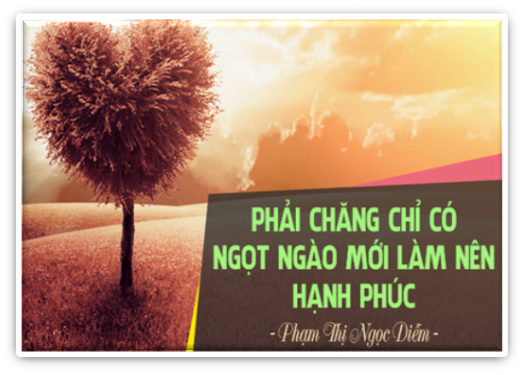 PHẢI CHĂNG CHỈ CÓ
NGỌT NGÀO MỚI LÀM NÊN
HẠNH PHÚC
- Phạm Thị Ngọc Diễm -